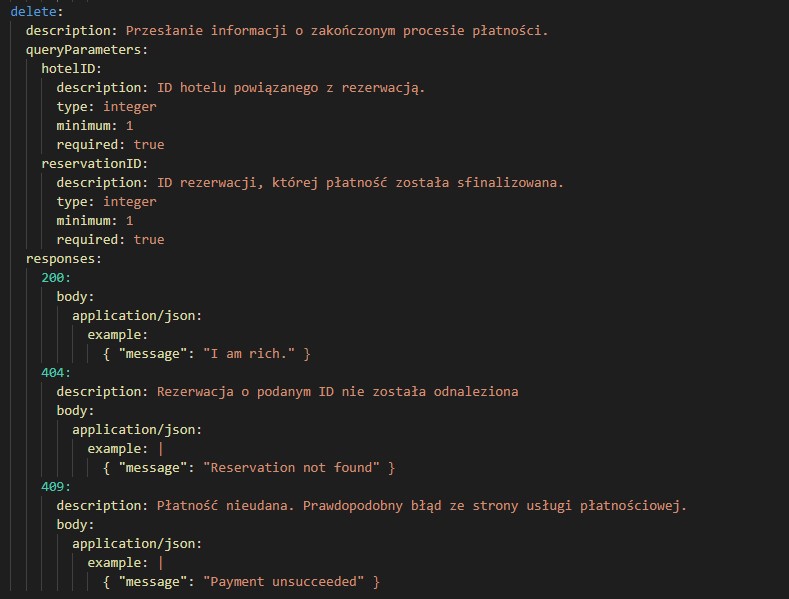 delete:
description: Przesłanie informacji o zakończonym procesie płatności.
queryParameters:
hotelID:
description: ID hotelu powiązanego z rezerwacją.
type: integer
minimum: 1
required: true
reservationID:
description: ID rezerwacji, której płatność została sfinalizowana.
type: integer
minimum: 1
required: true
responses:
200:
body:
application/json:
example:
{ "message": "I am rich." }
404:
description: Rezerwacja o podanym ID nie została odnaleziona
body:
application/json:
example: |
{ "message": "Reservation not found" }
409:
description: Płatność nieudana. Prawdopodobny błąd ze strony usługi płatnościowej.
body:
application/json:
example: |
{ "message": "Payment unsucceeded" }